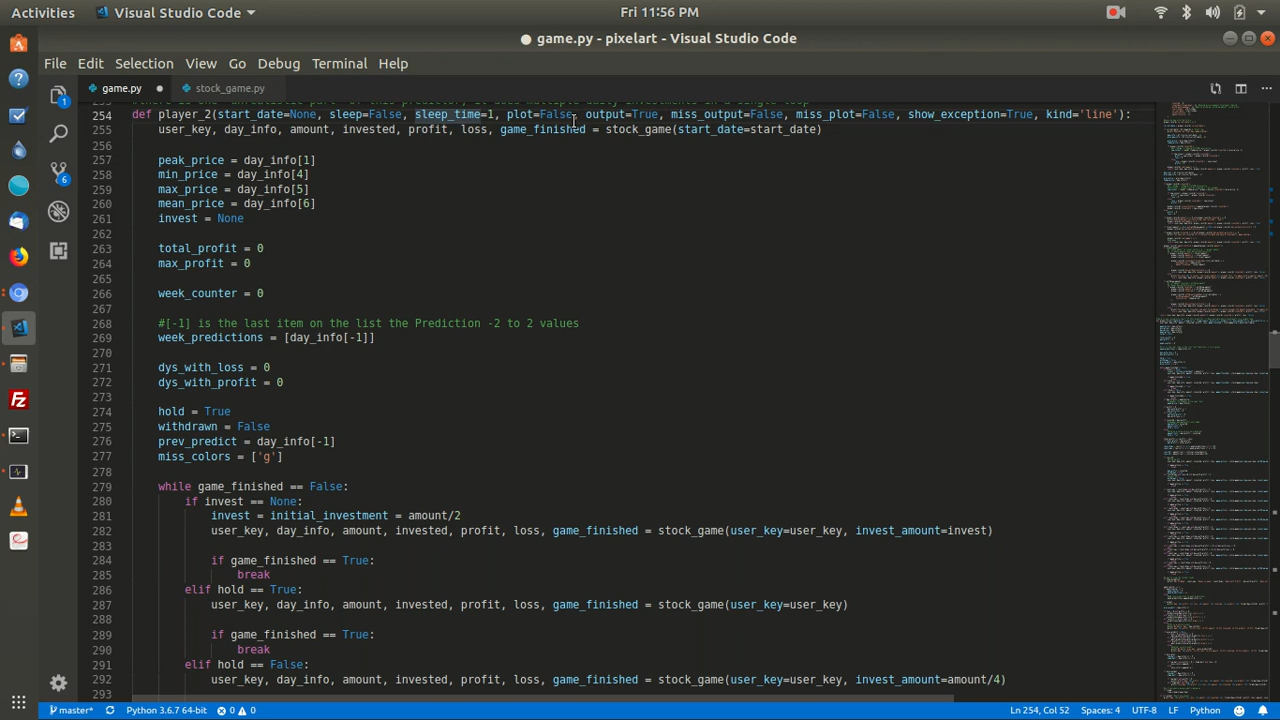 Activities Visual Studio Code Fri 11:56 PM
game.py - pixelart - Visual Studio Code
File Edit Selection View Go Debug Terminal Help
game.py stock_game.py
254 def player_2(start_date=None, sleep=False, sleep_time=1, output=True, miss_output=False, miss_plot=False, show_exception=True, kind='line'):
255 user_key, day_info, amount, invested, profit, loss, game_finished = stock_game(start_date=start_date)
256
257 peak_price = day_info[1]
258 min_price = day_info[4]
259 max_price = day_info[5]
260 mean_price = day_info[6]
261 invest = None
262
263 total_profit = 0
264 max_profit = 0
265
266 week_counter = 0
267
268 #[-1] is the last item on the list the Prediction -2 to 2 values
269 week_predictions = [day_info[-1]]
270
271 dys_with_loss = 0
272 dys_with_profit = 0
273
274 hold = True
275 withdrawn = False
276 prev_predict = day_info[-1]
277 miss_colors = ['g']
278
279 while game_finished == False:
280 if invest == None:
281 invest = initial_investment = amount/2
282 user_key, day_info, amount, invested, profit, loss, game_finished = stock_game(user_key=user_key, invest_amount=invest)
283
284 if game_finished == True:
285 break
286 elif hold == True:
287 user_key, day_info, amount, invested, profit, loss, game_finished = stock_game(user_key=user_key)
288
289 if game_finished == True:
290 break
291 elif hold == False:
292 user_key, day_info, amount, invested, profit, loss, game_finished = stock_game(user_key=user_key, invest_amount=amount/4)
293
master* Python 3.6.7 64-bit 0 0 Ln 254, Col 52 Spaces: 4 UTF-8 LF Python 3